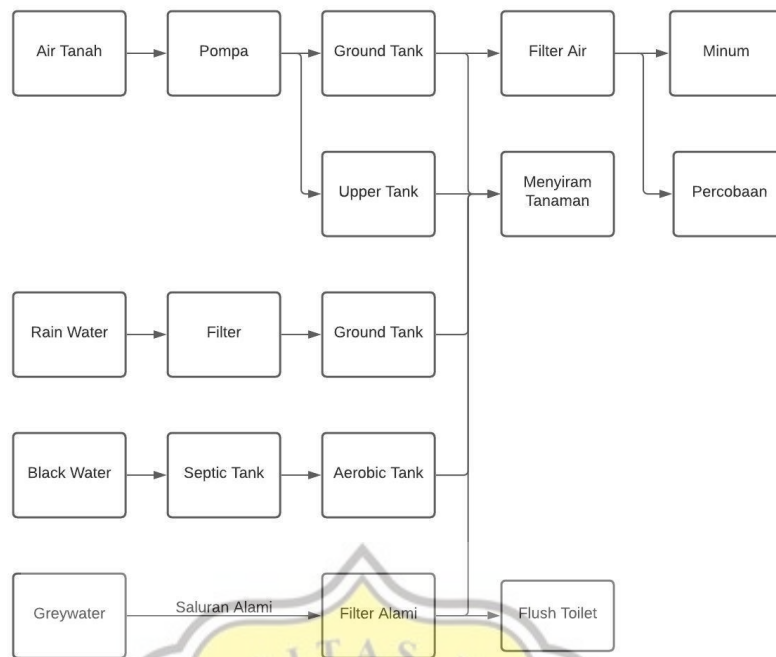 Air Tanah
Pompa
Ground Tank
Filter Air
Minum
Upper Tank
Menyiram
Tanaman
Percobaan
Rain Water
Filter
Ground Tank
Black Water
Septic Tank
Aerobic Tank
Greywater
Saluran Alami
Filter Alami
Flush Toilet
ITAS